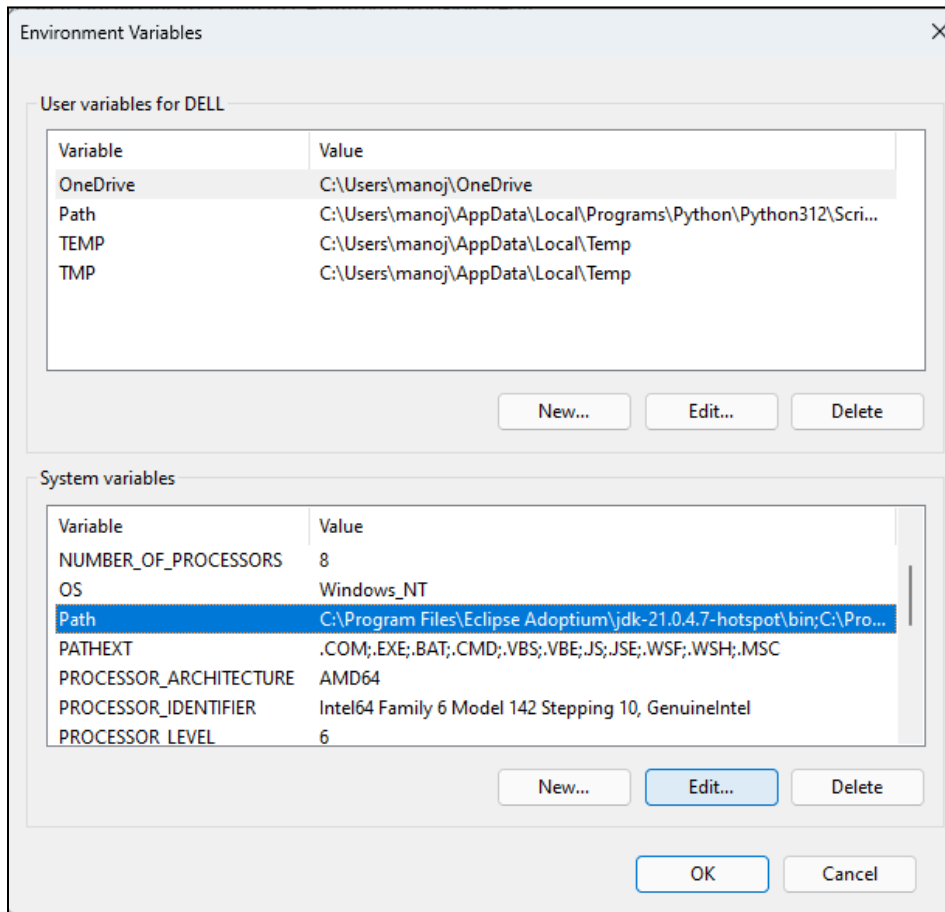 Environment Variables
User variables for DELL
Variable Value
OneDrive C:\Users\manoj\OneDrive
Path C:\Users\manoj\AppData\Local\Programs\Python\Python312\Scri...
TEMP C:\Users\manoj\AppData\Local\Temp
TMP C:\Users\manoj\AppData\Local\Temp
New... Edit... Delete
System variables
Variable Value
NUMBER_OF_PROCESSORS 8
OS Windows_NT
Path C:\Program Files\Eclipse Adoptium\jdk-21.0.4.7-hotspot\bin;C:\Pro...
PATHEXT .COM;.EXE;.BAT;.CMD;.VBS;.VBE;.JS;.JSE;.WSF;.WSH;.MSC
PROCESSOR_ARCHITECTURE AMD64
PROCESSOR_IDENTIFIER Intel64 Family 6 Model 142 Stepping 10, GenuineIntel
PROCESSOR_LEVEL 6
New... Edit... Delete
OK Cancel